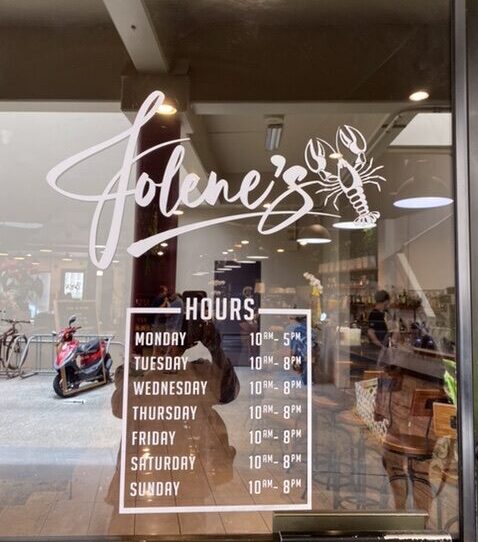 Jolene's
HOURS
MONDAY 10AM- 5PM
TUESDAY 10AM- 8PM
WEDNESDAY 10AM- 8PM
THURSDAY 10AM- 8PM
FRIDAY 10AM- 8PM
SATURDAY 10AM- 8PM
SUNDAY 10AM- 8PM